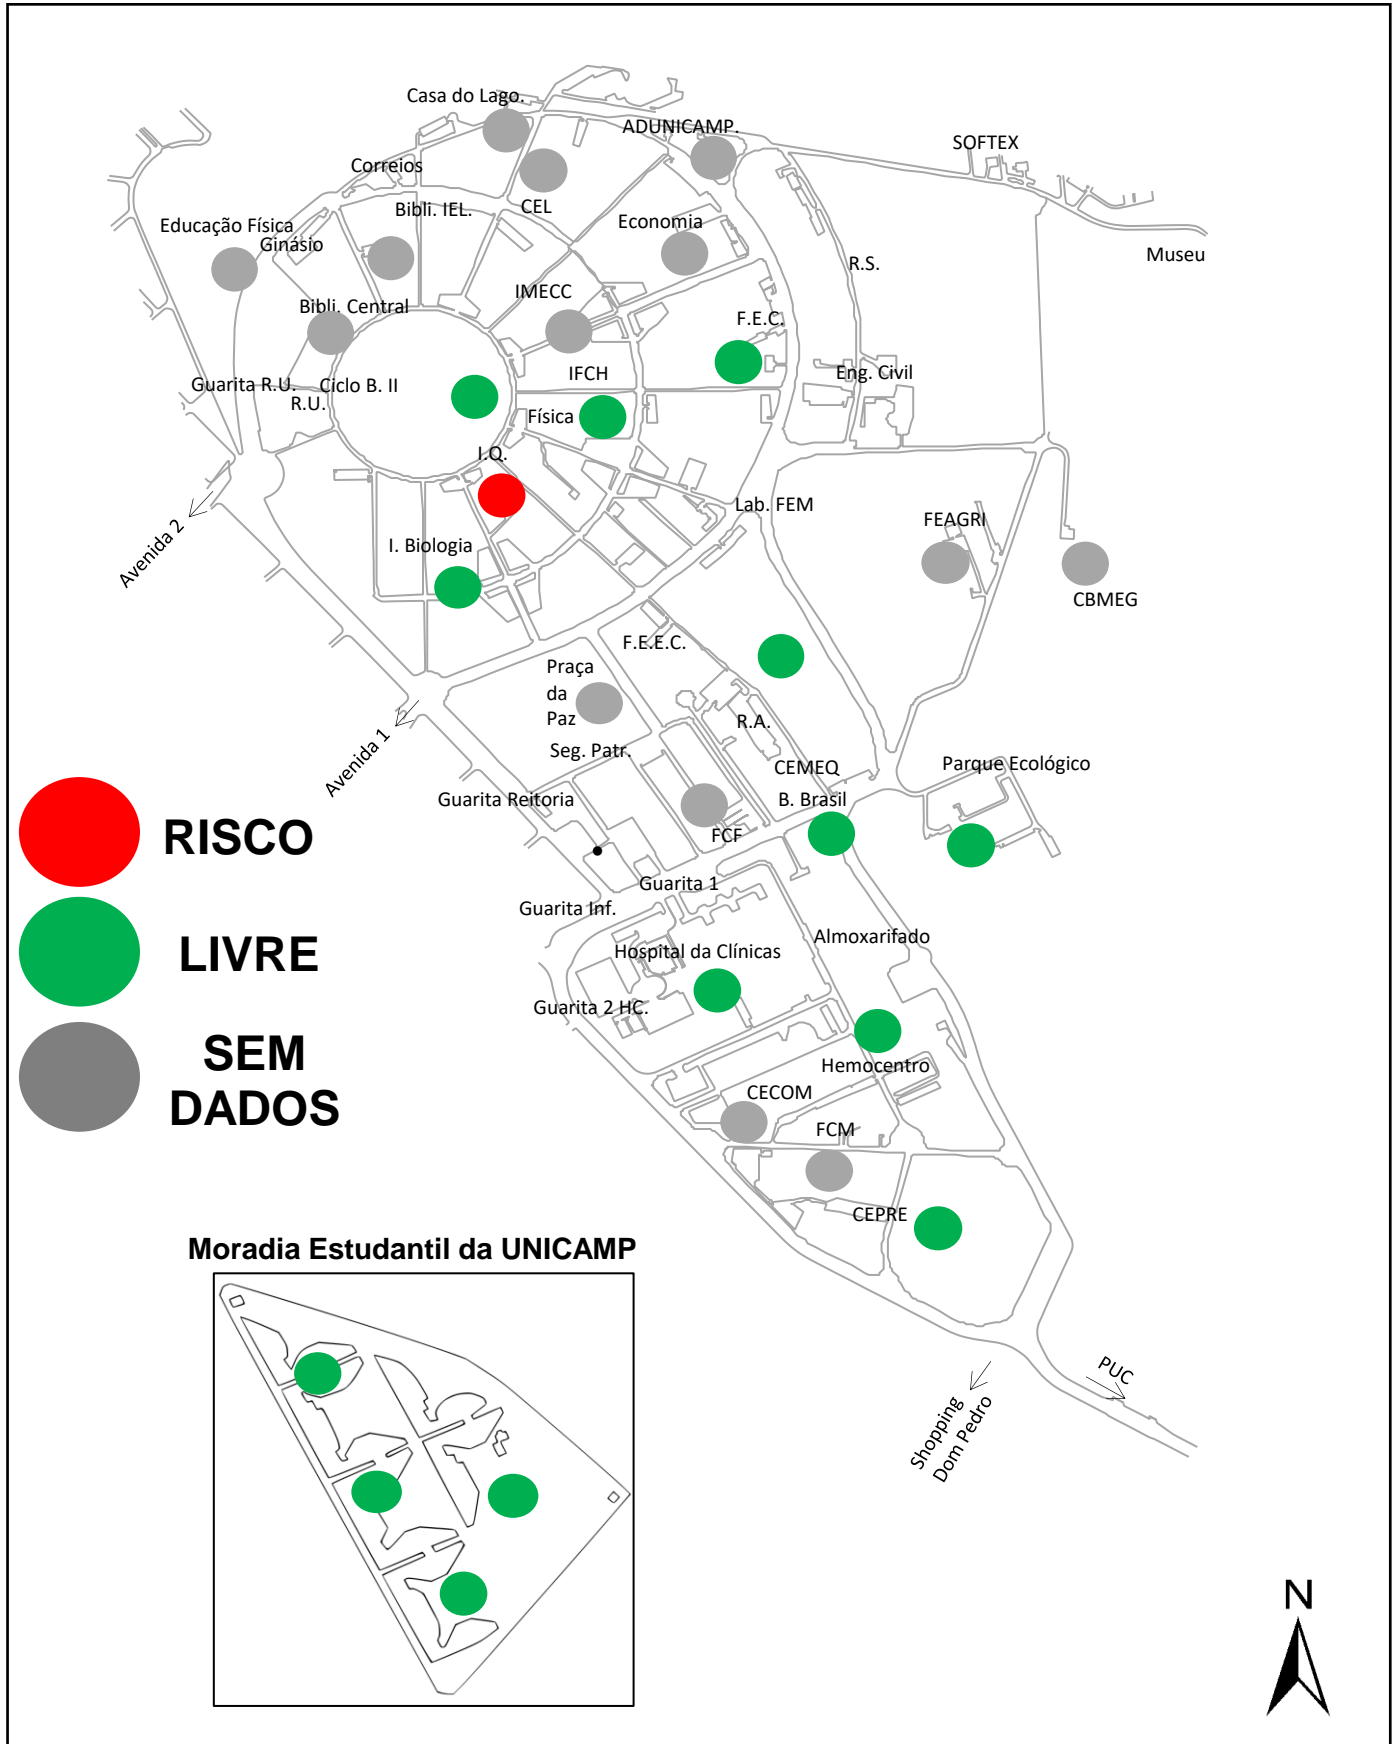 Casa do Lago.
ADUNICAMP.
SOFTEX
Correios
Bibli. IEL.
CEL
Educação Física
Ginásio
Economia
Museu
R.S.
IMECC
Bibli. Central
F.E.C.
IFCH
Eng. Civil
Guarita R.U.
Ciclo B. II
R.U.
Física
I.Q.
Lab. FEM
FEAGRI
Avenida 2
I. Biologia
CBMEG
F.E.E.C.
Praça
da
Paz
R.A.
Seg. Patr.
Avenida 1
CEMEQ
Parque Ecológico
Guarita Reitoria
B. Brasil
FCF
RISCO
Guarita 1
Guarita Inf.
Almoxarifado
LIVRE
Hospital da Clínicas
Guarita 2 HC.
SEM
DADOS
Hemocentro
CECOM
FCM
CEPRE
Moradia Estudantil da UNICAMP
PUC
Shopping
Dom Pedro
N